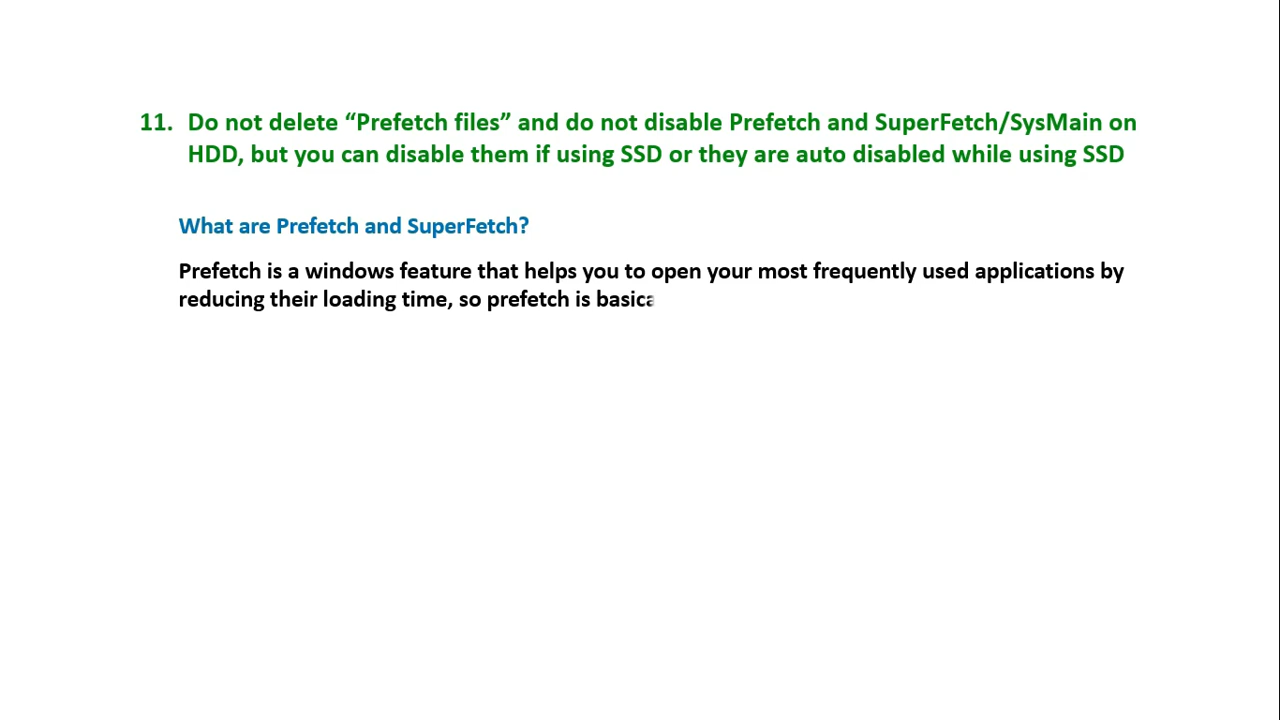 11. Do not delete “Prefetch files” and do not disable Prefetch and SuperFetch/SysMain on
HDD, but you can disable them if using SSD or they are auto disabled while using SSD
What are Prefetch and SuperFetch?
Prefetch is a windows feature that helps you to open your most frequently used applications by
reducing their loading time, so prefetch is basica